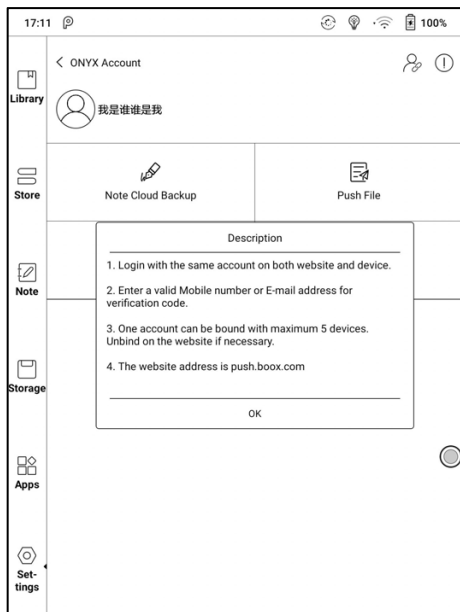 17:11
100%
ONYX Account
我是谁谁是我
Library
Store
Note
Storage
Apps
Set-
tings
Note Cloud Backup
Push File
Description
1. Login with the same account on both website and device.
2. Enter a valid Mobile number or E-mail address for
verification code.
3. One account can be bound with maximum 5 devices.
Unbind on the website if necessary.
4. The website address is push.boox.com
OK